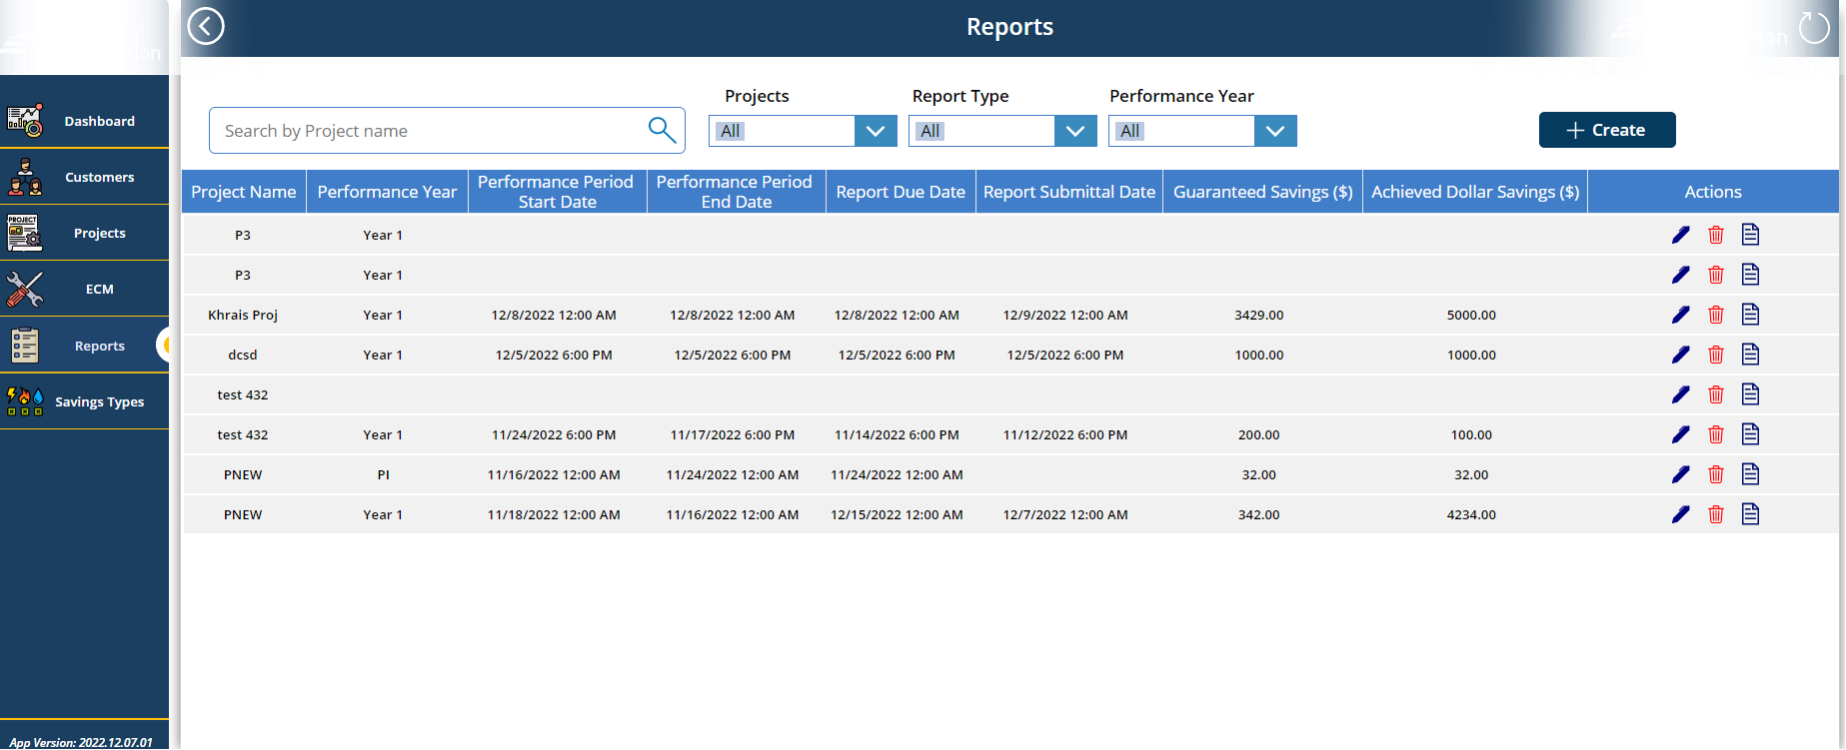 on
Dashboard
Customers
PROJECT
Projects
ECM
Reports
Savings Types
App Version: 2022.12.07.01
Reports
on
Projects Report Type Performance Year
Search by Project name All All All + Create
Project Name Performance Year Performance Period Start Date Performance Period End Date Report Due Date Report Submittal Date Guaranteed Savings ($) Achieved Dollar Savings ($) Actions
P3 Year 1
P3 Year 1
Khrais Proj Year 1 12/8/2022 12:00 AM 12/8/2022 12:00 AM 12/8/2022 12:00 AM 12/9/2022 12:00 AM 3429.00 5000.00
dcsd Year 1 12/5/2022 6:00 PM 12/5/2022 6:00 PM 12/5/2022 6:00 PM 12/5/2022 6:00 PM 1000.00 1000.00
test 432
test 432 Year 1 11/24/2022 6:00 PM 11/17/2022 6:00 PM 11/14/2022 6:00 PM 11/12/2022 6:00 PM 200.00 100.00
PNEW PI 11/16/2022 12:00 AM 11/24/2022 12:00 AM 11/24/2022 12:00 AM 32.00 32.00
PNEW Year 1 11/18/2022 12:00 AM 11/16/2022 12:00 AM 12/15/2022 12:00 AM 12/7/2022 12:00 AM 342.00 4234.00